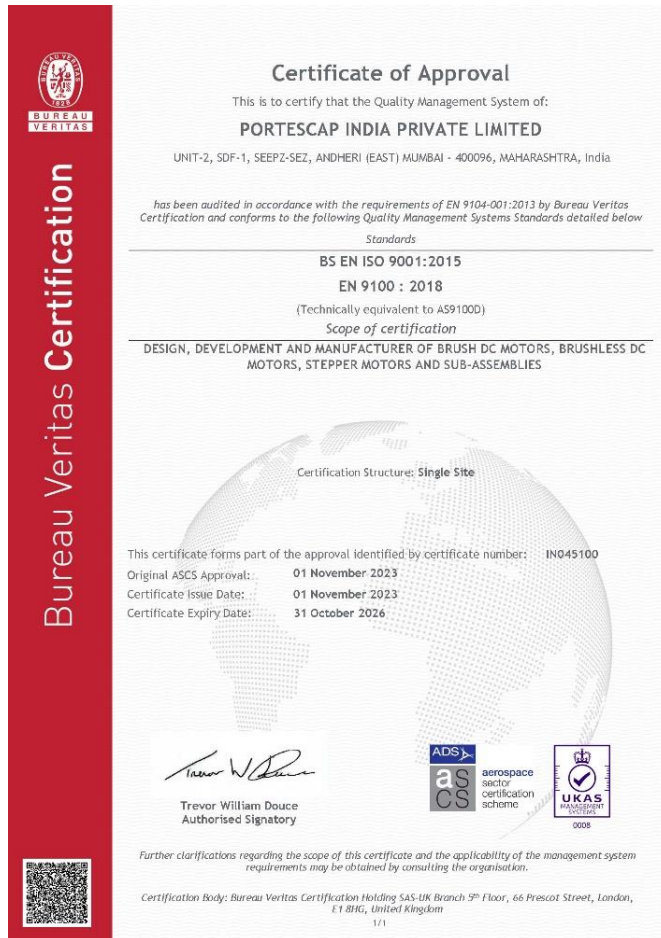 BUREAU VERITAS
1828
BUREAU
VERITAS
Bureau Veritas Certification
Certificate of Approval
This is to certify that the Quality Management System of:
PORTESCAP INDIA PRIVATE LIMITED
UNIT-2, SDF-1, SEEPZ-SEZ, ANDHERI (EAST) MUMBAI - 400096, MAHARASHTRA, India
has been audited in accordance with the requirements of EN 9104-001:2013 by Bureau Veritas
Certification and conforms to the following Quality Management Systems Standards detailed below
Standards
BS EN ISO 9001:2015
EN 9100 : 2018
(Technically equivalent to AS9100D)
Scope of certification
DESIGN, DEVELOPMENT AND MANUFACTURER OF BRUSH DC MOTORS, BRUSHLESS DC
MOTORS, STEPPER MOTORS AND SUB-ASSEMBLIES
Certification Structure: Single Site
This certificate forms part of the approval identified by certificate number: IN045100
Original ASCS Approval: 01 November 2023
Certificate Issue Date: 01 November 2023
Certificate Expiry Date: 31 October 2026
Trevor William Douce
Authorised Signatory
ADS
aSCS
aerospace
sector
certification
scheme
UKAS
MANAGEMENT
SYSTEMS
0008
Further clarifications regarding the scope of this certificate and the applicability of the management system
requirements may be obtained by consulting the organisation.
Certification Body: Bureau Veritas Certification Holding SAS-UK Branch 5th Floor, 66 Prescot Street, London,
E1 8HG, United Kingdom
1/1